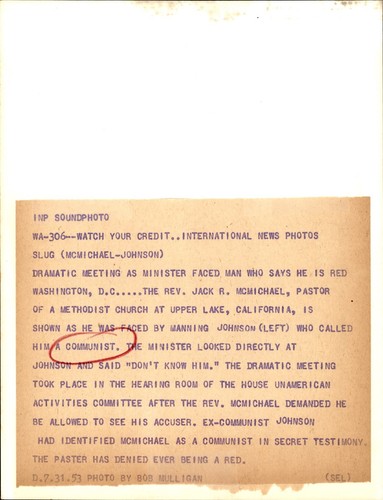 INP SOUNDPHOTO
WA-306--WATCH YOUR CREDIT..INTERNATIONAL NEWS PHOTOS
SLUG (MCMICHAEL-JOHNSON)
DRAMATIC MEETING AS MINISTER FACED MAN WHO SAYS HE IS RED
WASHINGTON, D.C.....THE REV. JACK R. MCMICHAEL, PASTOR
OF A METHODIST CHURCH AT UPPER LAKE, CALIFORNIA, IS
SHOWN AS HE WAS FACED BY MANNING JOHNSON (LEFT) WHO CALLED
HIM A COMMUNIST. THE MINISTER LOOKED DIRECTLY AT
JOHNSON AND SAID "DON'T KNOW HIM." THE DRAMATIC MEETING
TOOK PLACE IN THE HEARING ROOM OF THE HOUSE UNAMERICAN
ACTIVITIES COMMITTEE AFTER THE REV. MCMICHAEL DEMANDED HE
BE ALLOWED TO SEE HIS ACCUSER. EX-COMMUNIST JOHNSON
HAD IDENTIFIED MCMICHAEL AS A COMMUNIST IN SECRET TESTIMONY.
THE PASTER HAS DENIED EVER BEING A RED.
D.7.31.53 PHOTO BY BOB MULLIGAN (SEL)